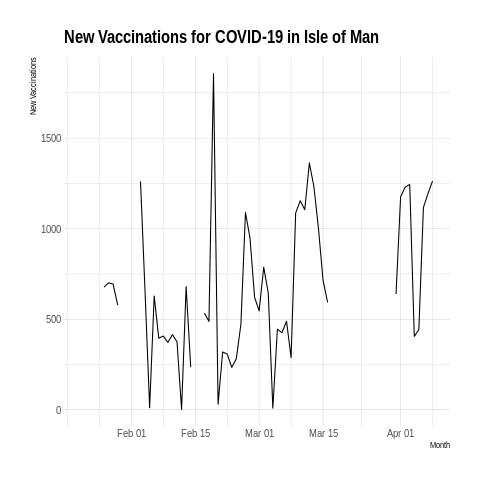 New Vaccinations for COVID-19 in Isle of Man
New Vaccinations
1500
1000
500
0
Feb 01
Feb 15
Mar 01
Mar 15
Apr 01
Month